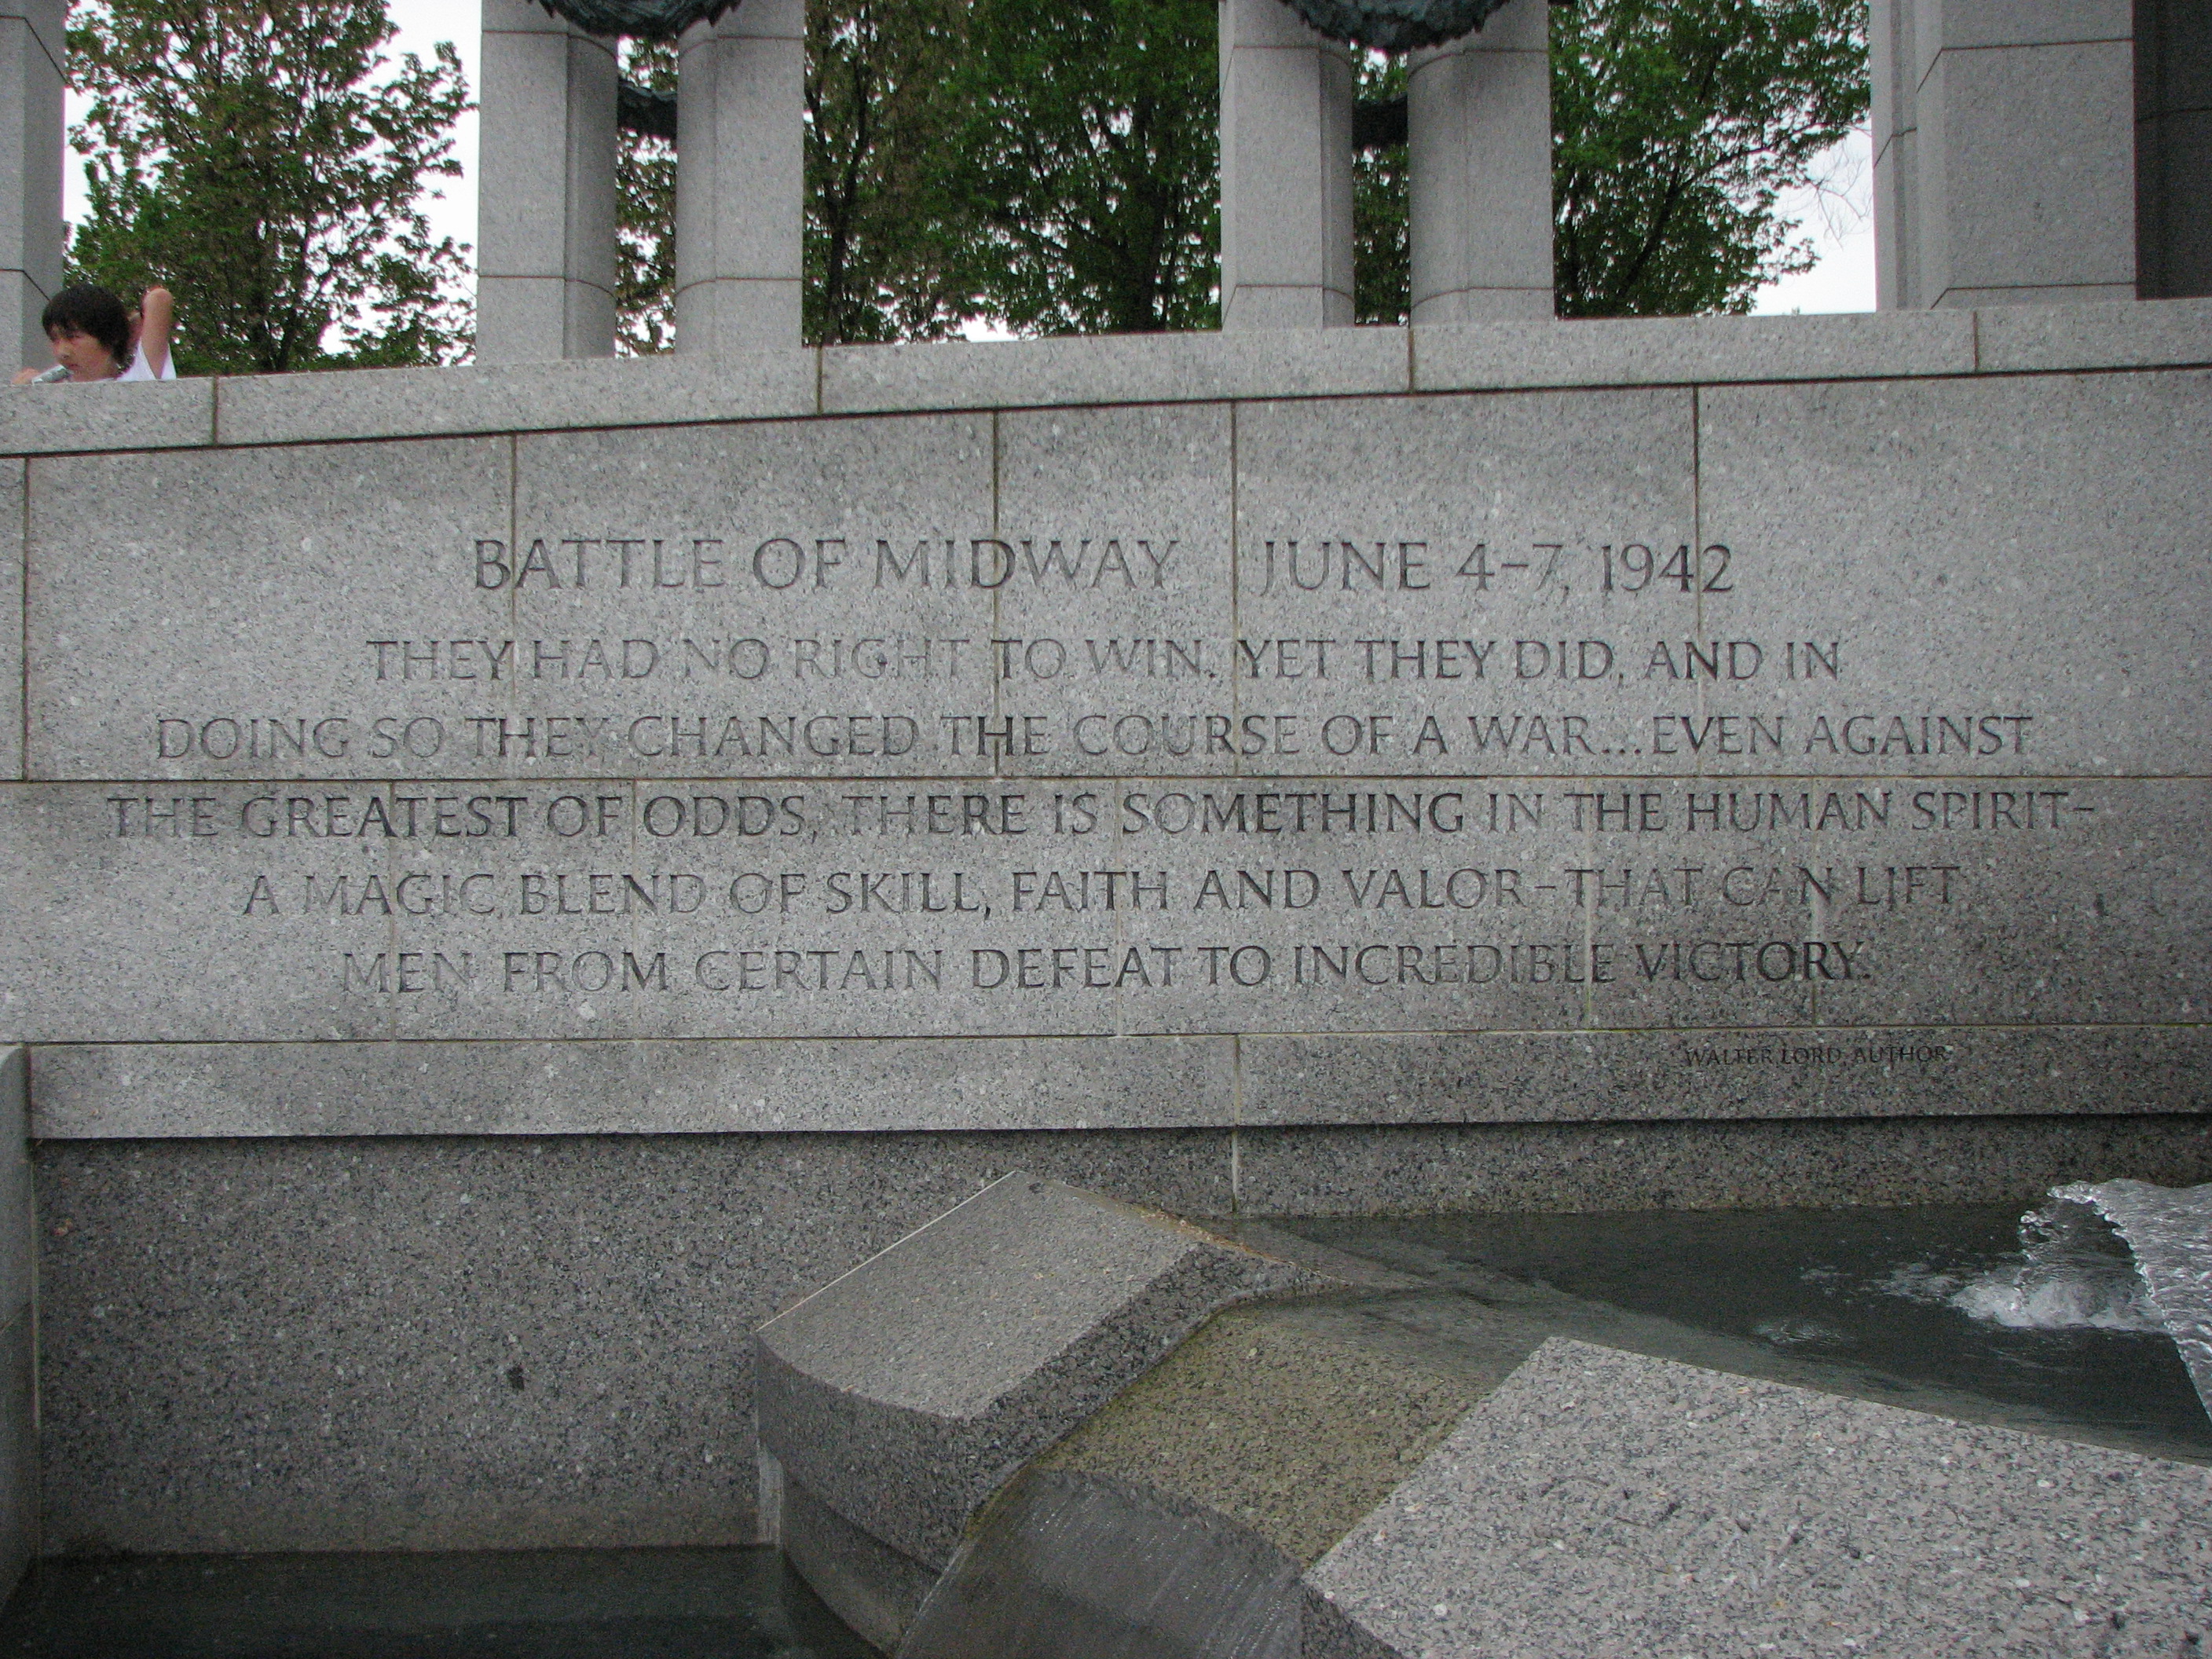 BATTLE OF MIDWAY JUNE 4-7, 1942
THEY HAD NO RIGHT TO WIN. YET THEY DID, AND IN
DOING SO THEY CHANGED THE COURSE OF A WAR...EVEN AGAINST
THE GREATEST OF ODDS, THERE IS SOMETHING IN THE HUMAN SPIRIT-
A MAGIC BLEND OF SKILL, FAITH AND VALOR-THAT CAN LIFT
MEN FROM CERTAIN DEFEAT TO INCREDIBLE VICTORY.
WALTER LORD, AUTHOR